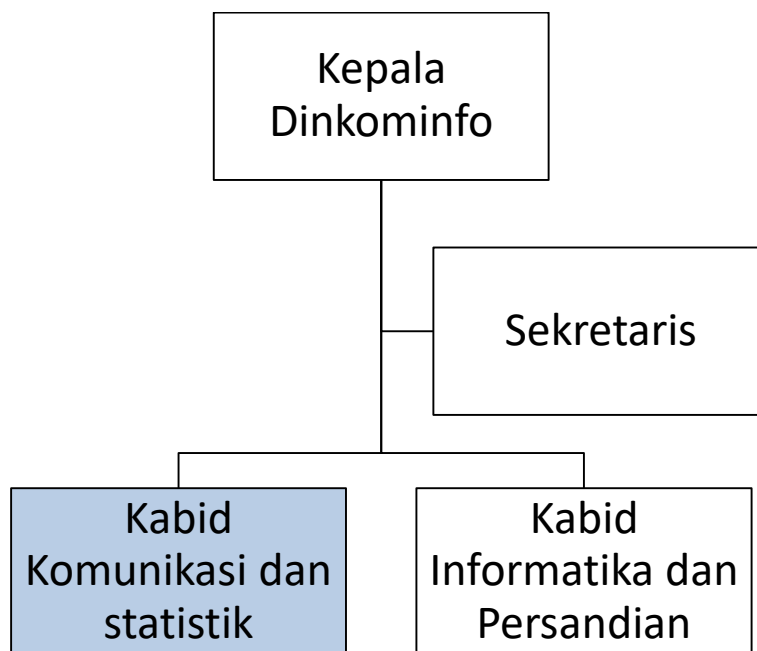 Kepala
Dinkominfo
Sekretaris
Kabid
Komunikasi dan
statistik
Kabid
Informatika dan
Persandian